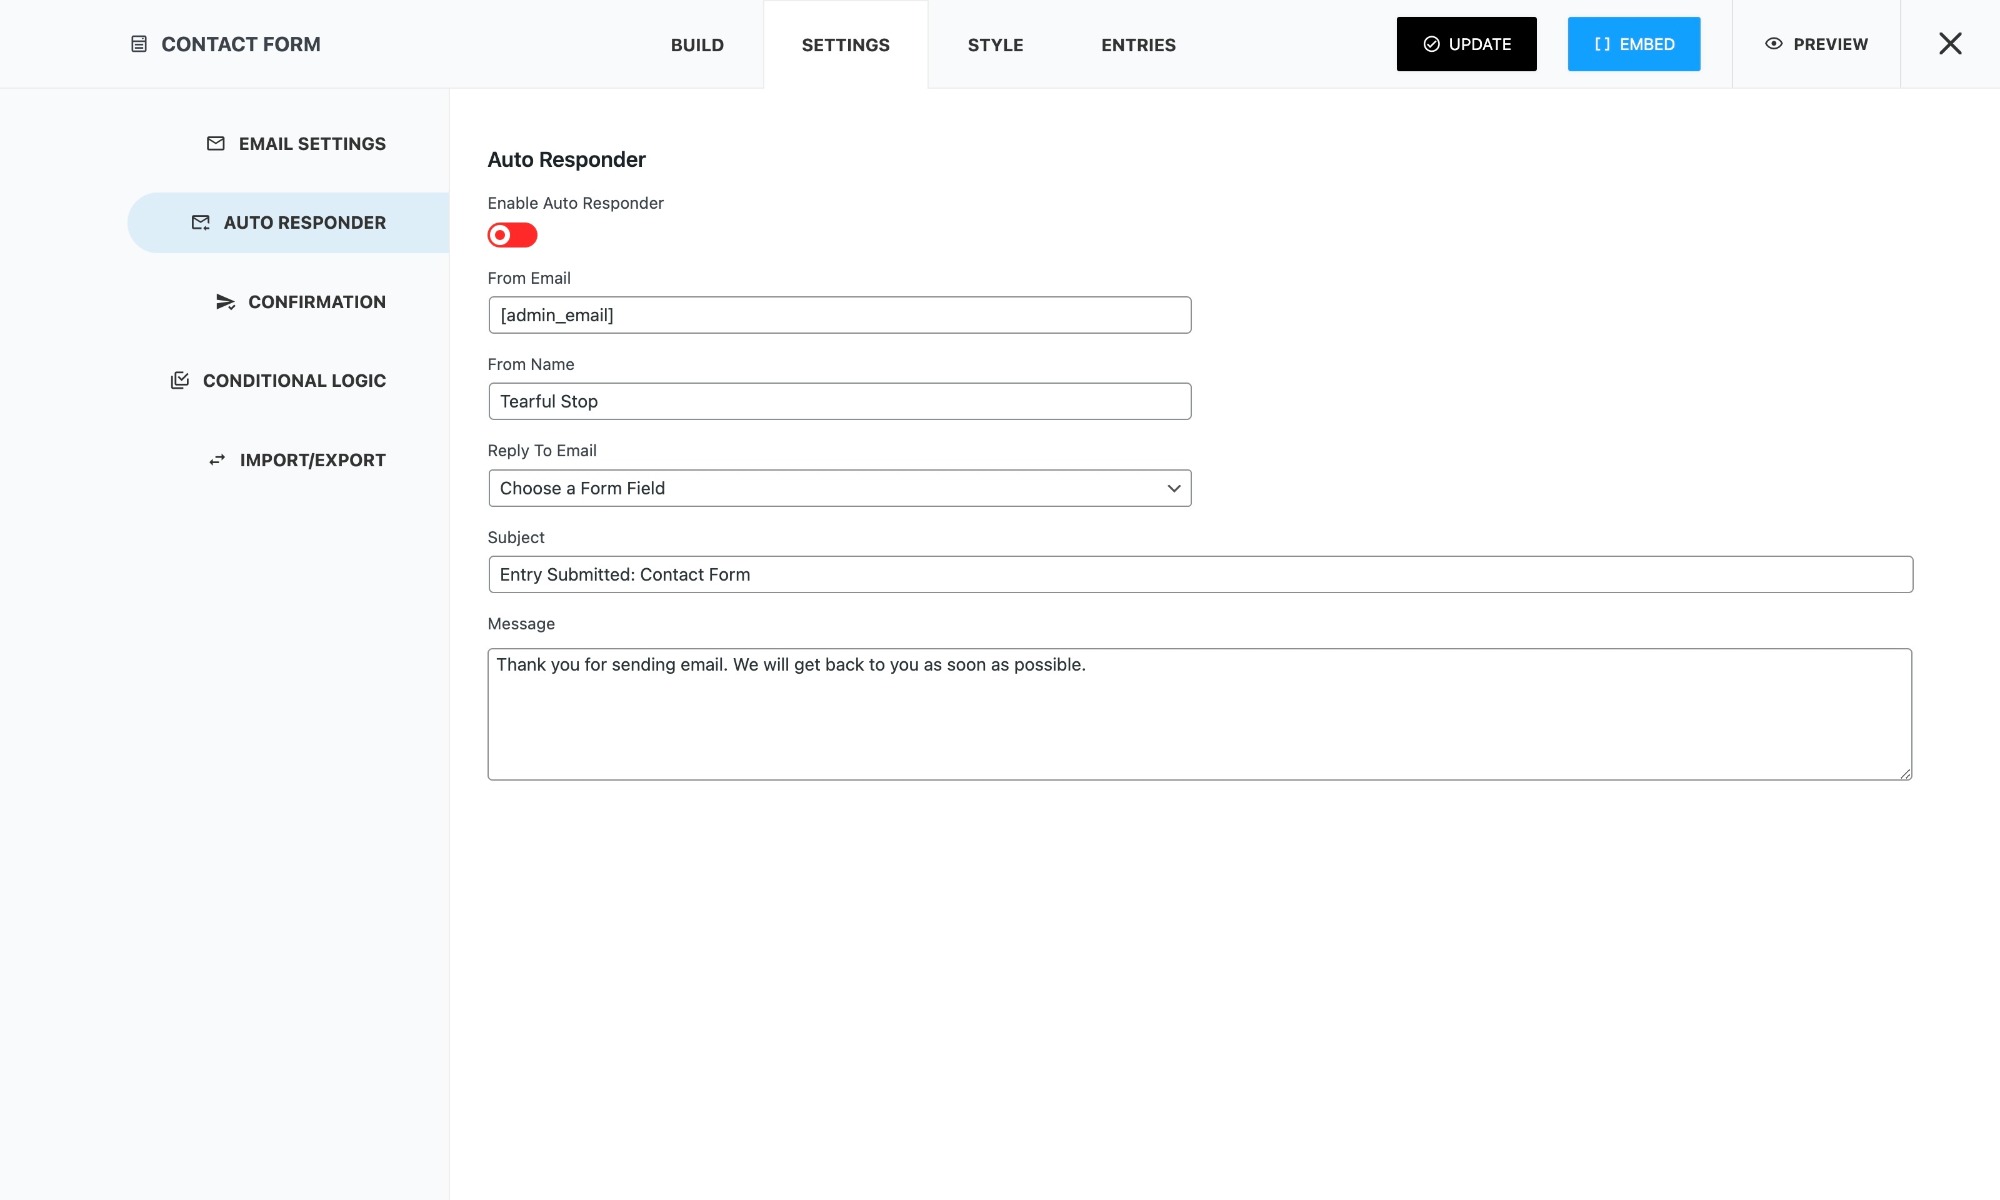 CONTACT FORM
BUILD
SETTINGS
STYLE
ENTRIES
UPDATE
[ ] EMBED
PREVIEW
EMAIL SETTINGS
AUTO RESPONDER
CONFIRMATION
CONDITIONAL LOGIC
IMPORT/EXPORT
Auto Responder
Enable Auto Responder
From Email
[admin_email]
From Name
Tearful Stop
Reply To Email
Choose a Form Field
Subject
Entry Submitted: Contact Form
Message
Thank you for sending email. We will get back to you as soon as possible.